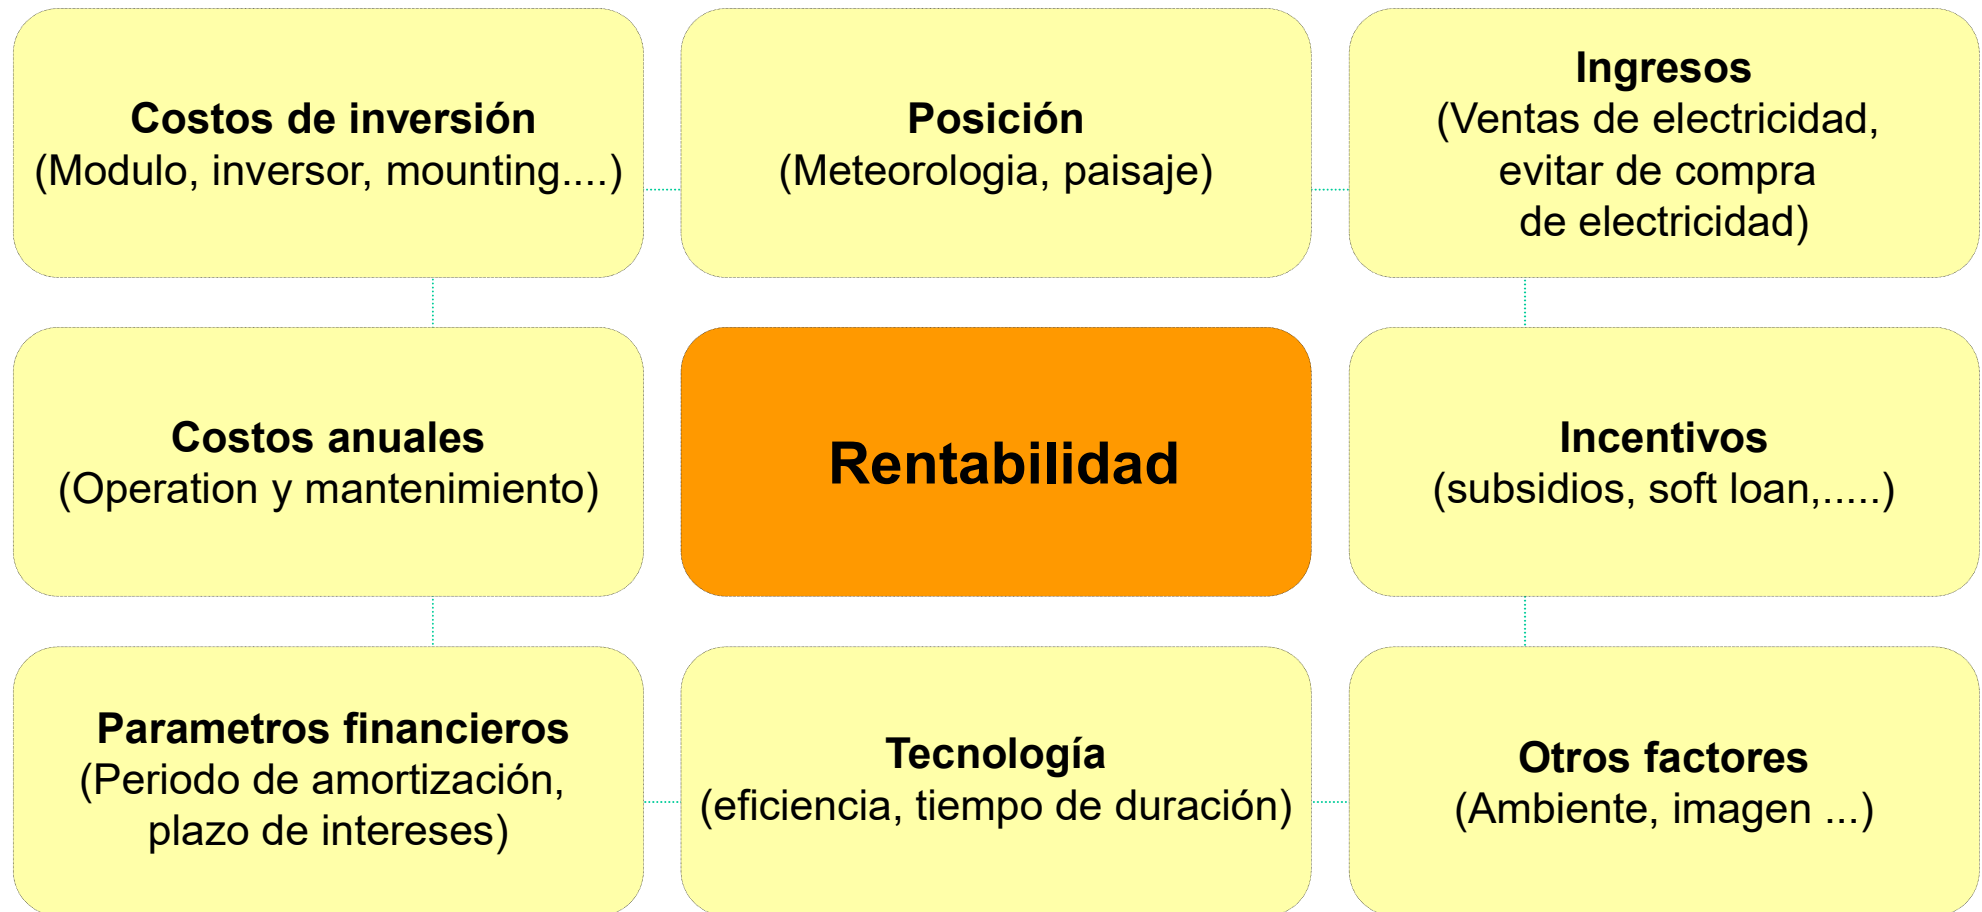 Costos de inversión
(Modulo, inversor, mounting....)
Posición
(Meteorologia, paisaje)
Ingresos
(Ventas de electricidad,
evitar de compra
de electricidad)
Costos anuales
(Operation y mantenimiento)
Rentabilidad
Incentivos
(subsidios, soft loan,.....)
Parametros financieros
(Periodo de amortización,
plazo de intereses)
Tecnología
(eficiencia, tiempo de duración)
Otros factores
(Ambiente, imagen ...)